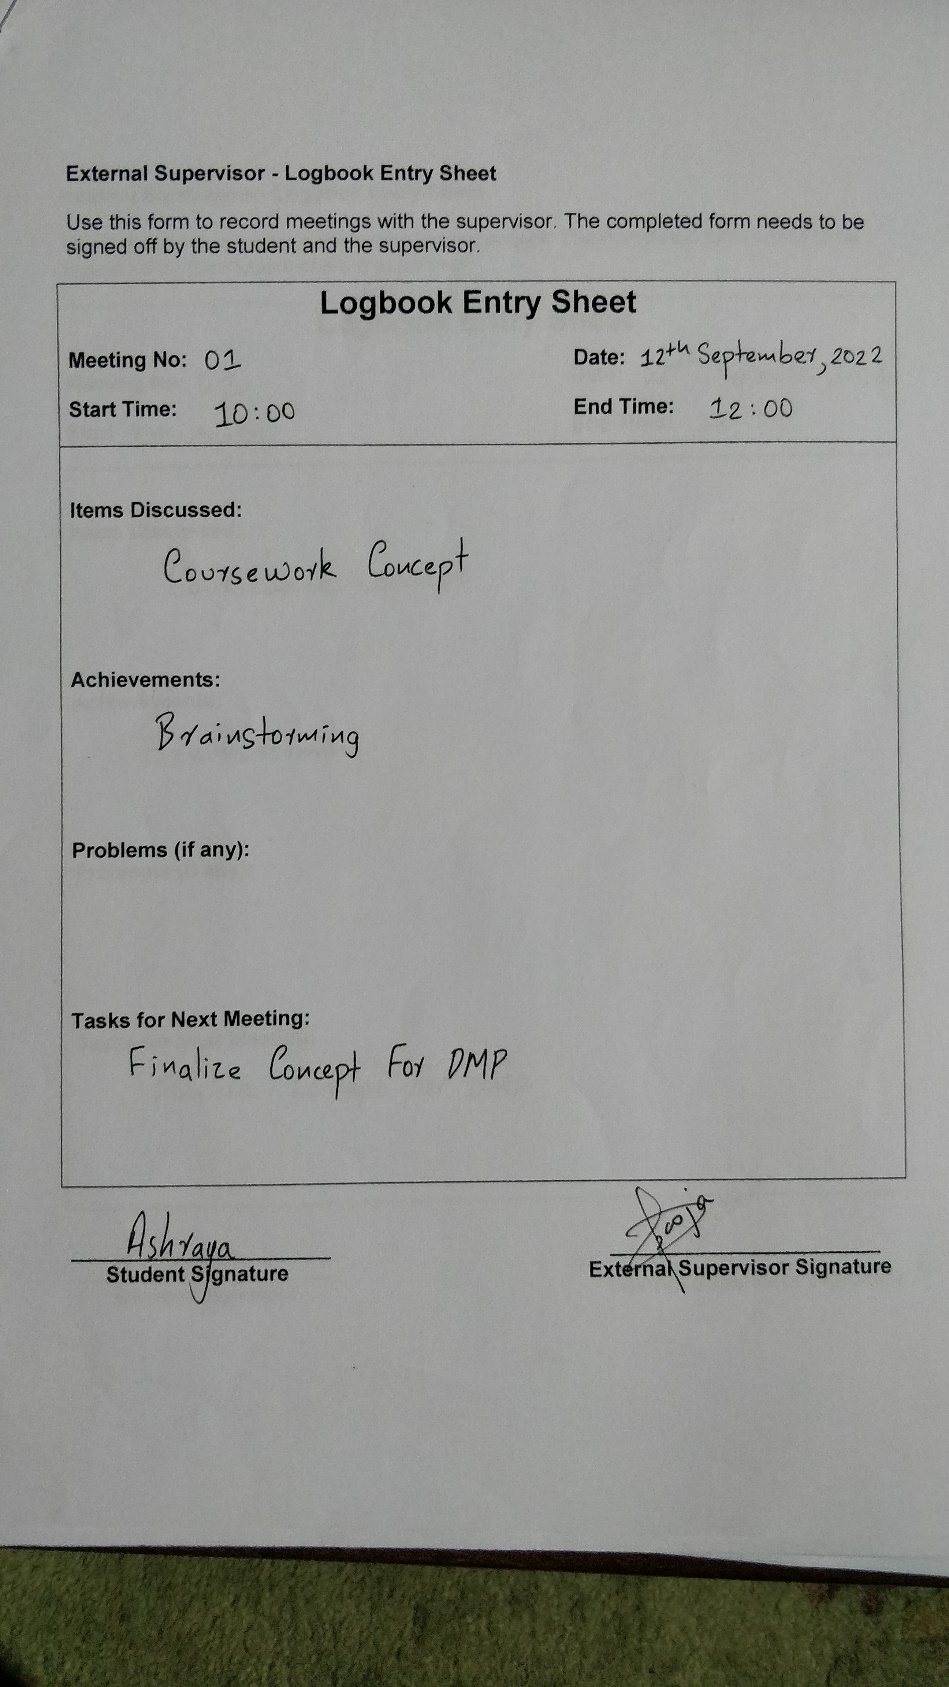 External Supervisor - Logbook Entry Sheet
Use this form to record meetings with the supervisor. The completed form needs to be
signed off by the student and the supervisor.
Logbook Entry Sheet
Meeting No: 01
Date: 12th September, 2022
Start Time: 10:00
End Time: 12:00
Items Discussed:
Coursework Concept
Achievements:
Brainstorming
Problems (if any):
Tasks for Next Meeting:
Finalize Concept For DMP
Ashraya
Student Signature
Pooja
External Supervisor Signature